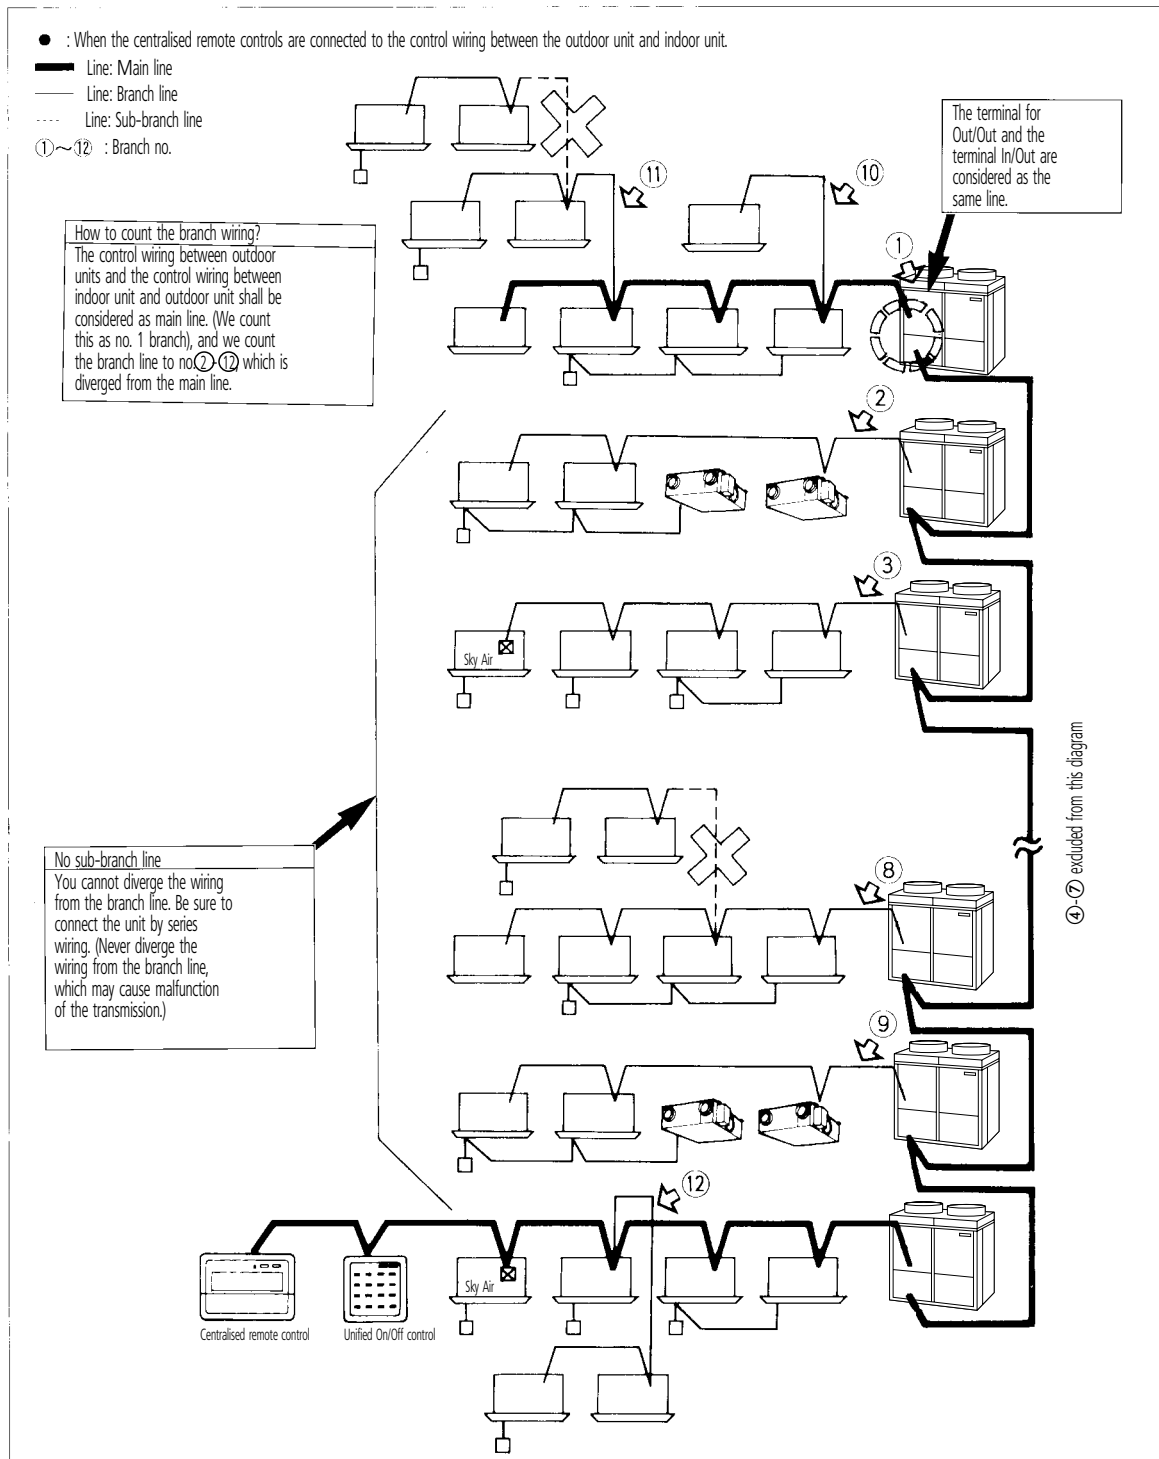 ● : When the centralised remote controls are connected to the control wiring between the outdoor unit and indoor unit.
Line: Main line
Line: Branch line
Line: Sub-branch line
①~⑫ : Branch no.
The terminal for
Out/Out and the
terminal In/Out are
considered as the
same line.
⑪
⑩
How to count the branch wiring?
The control wiring between outdoor
units and the control wiring between
indoor unit and outdoor unit shall be
considered as main line. (We count
this as no. 1 branch), and we count
the branch line to no.②-⑫, which is
diverged from the main line.
①
②
③
Sky Air
④-⑦ excluded from this diagram
No sub-branch line
You cannot diverge the wiring
from the branch line. Be sure to
connect the unit by series
wiring. (Never diverge the
wiring from the branch line,
which may cause malfunction
of the transmission.)
⑧
⑨
⑫
Sky Air
Centralised remote control
Unified On/Off control